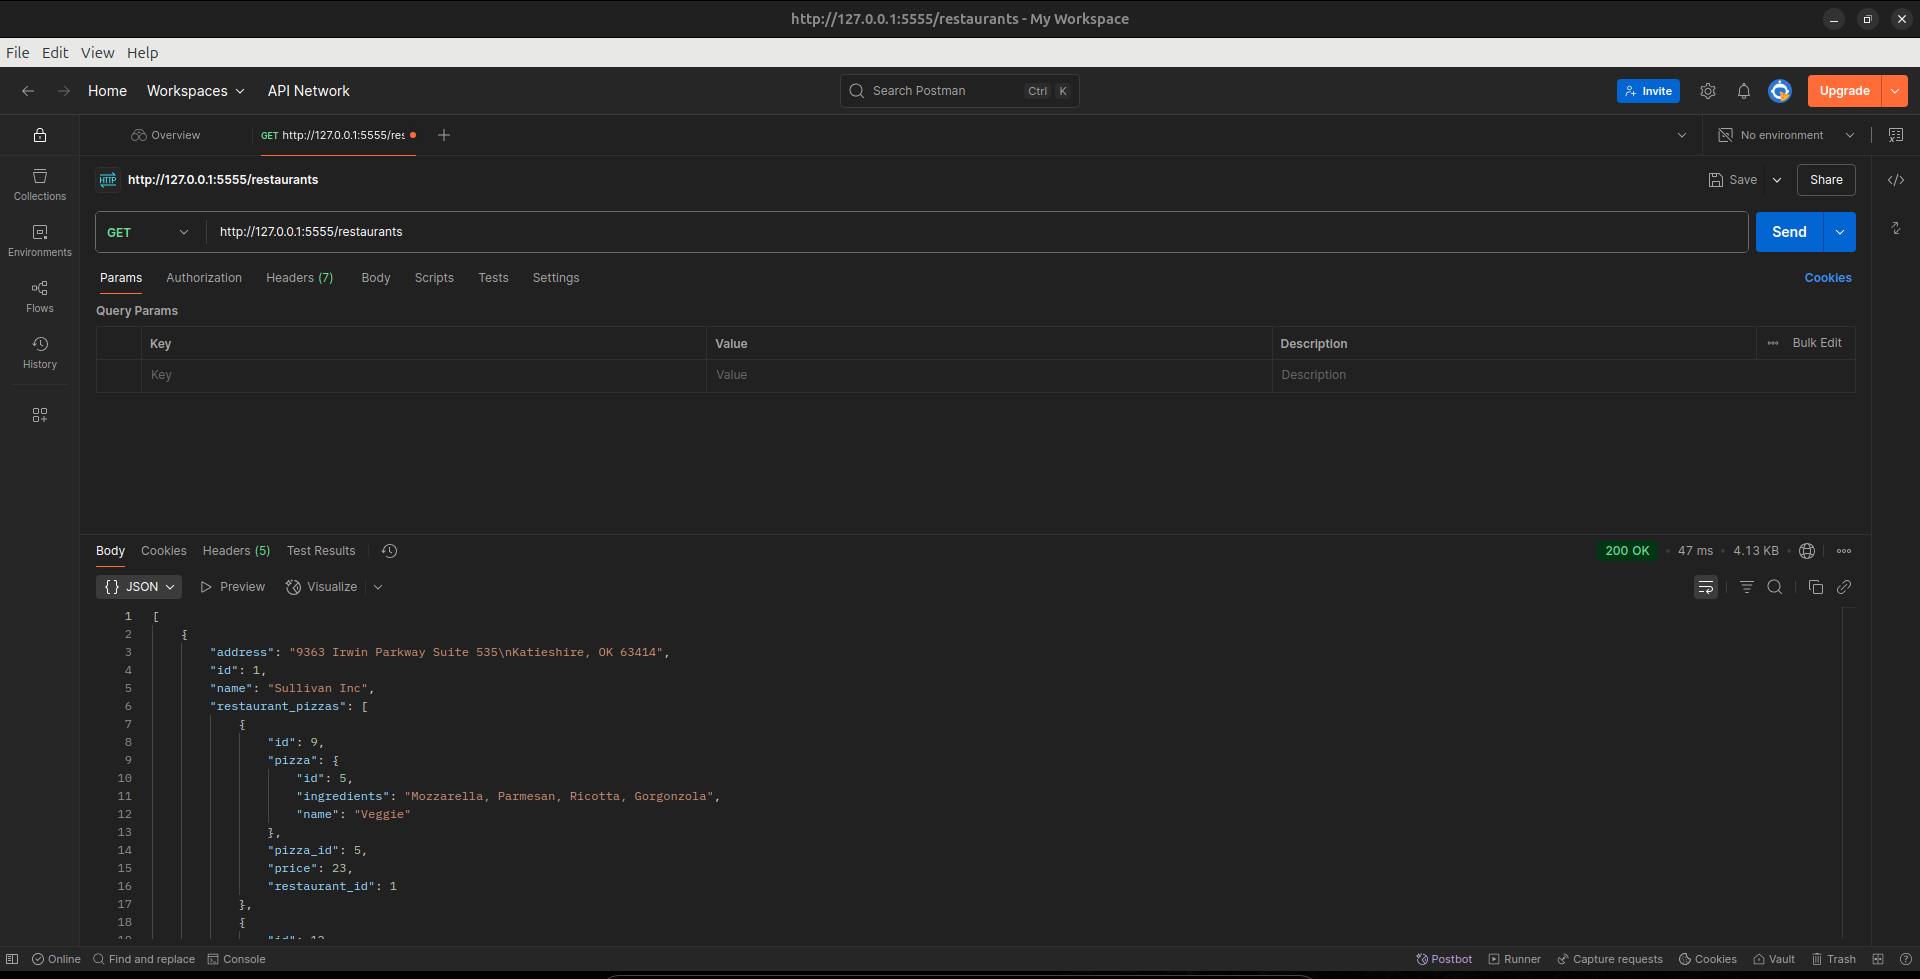 http://127.0.0.1:5555/restaurants - My Workspace
File Edit View Help
Home Workspaces API Network Search Postman Ctrl K Invite Upgrade
Overview GET http://127.0.0.1:5555/res No environment
HTTP http://127.0.0.1:5555/restaurants Save Share
Collections
Environments
Flows
History
GET http://127.0.0.1:5555/restaurants Send
Params Authorization Headers (7) Body Scripts Tests Settings Cookies
Query Params
Key Value Description Bulk Edit
Key Value Description
Body Cookies Headers (5) Test Results 200 OK 47 ms 4.13 KB
{} JSON Preview Visualize
1 [
2 {
3 "address": "9363 Irwin Parkway Suite 535\nKatieshire, OK 63414",
4 "id": 1,
5 "name": "Sullivan Inc",
6 "restaurant_pizzas": [
7 {
8 "id": 9,
9 "pizza": {
10 "id": 5,
11 "ingredients": "Mozzarella, Parmesan, Ricotta, Gorgonzola",
12 "name": "Veggie"
13 },
14 "pizza_id": 5,
15 "price": 23,
16 "restaurant_id": 1
17 },
18 {
Online Find and replace Console Postbot Runner Capture requests Cookies Vault Trash